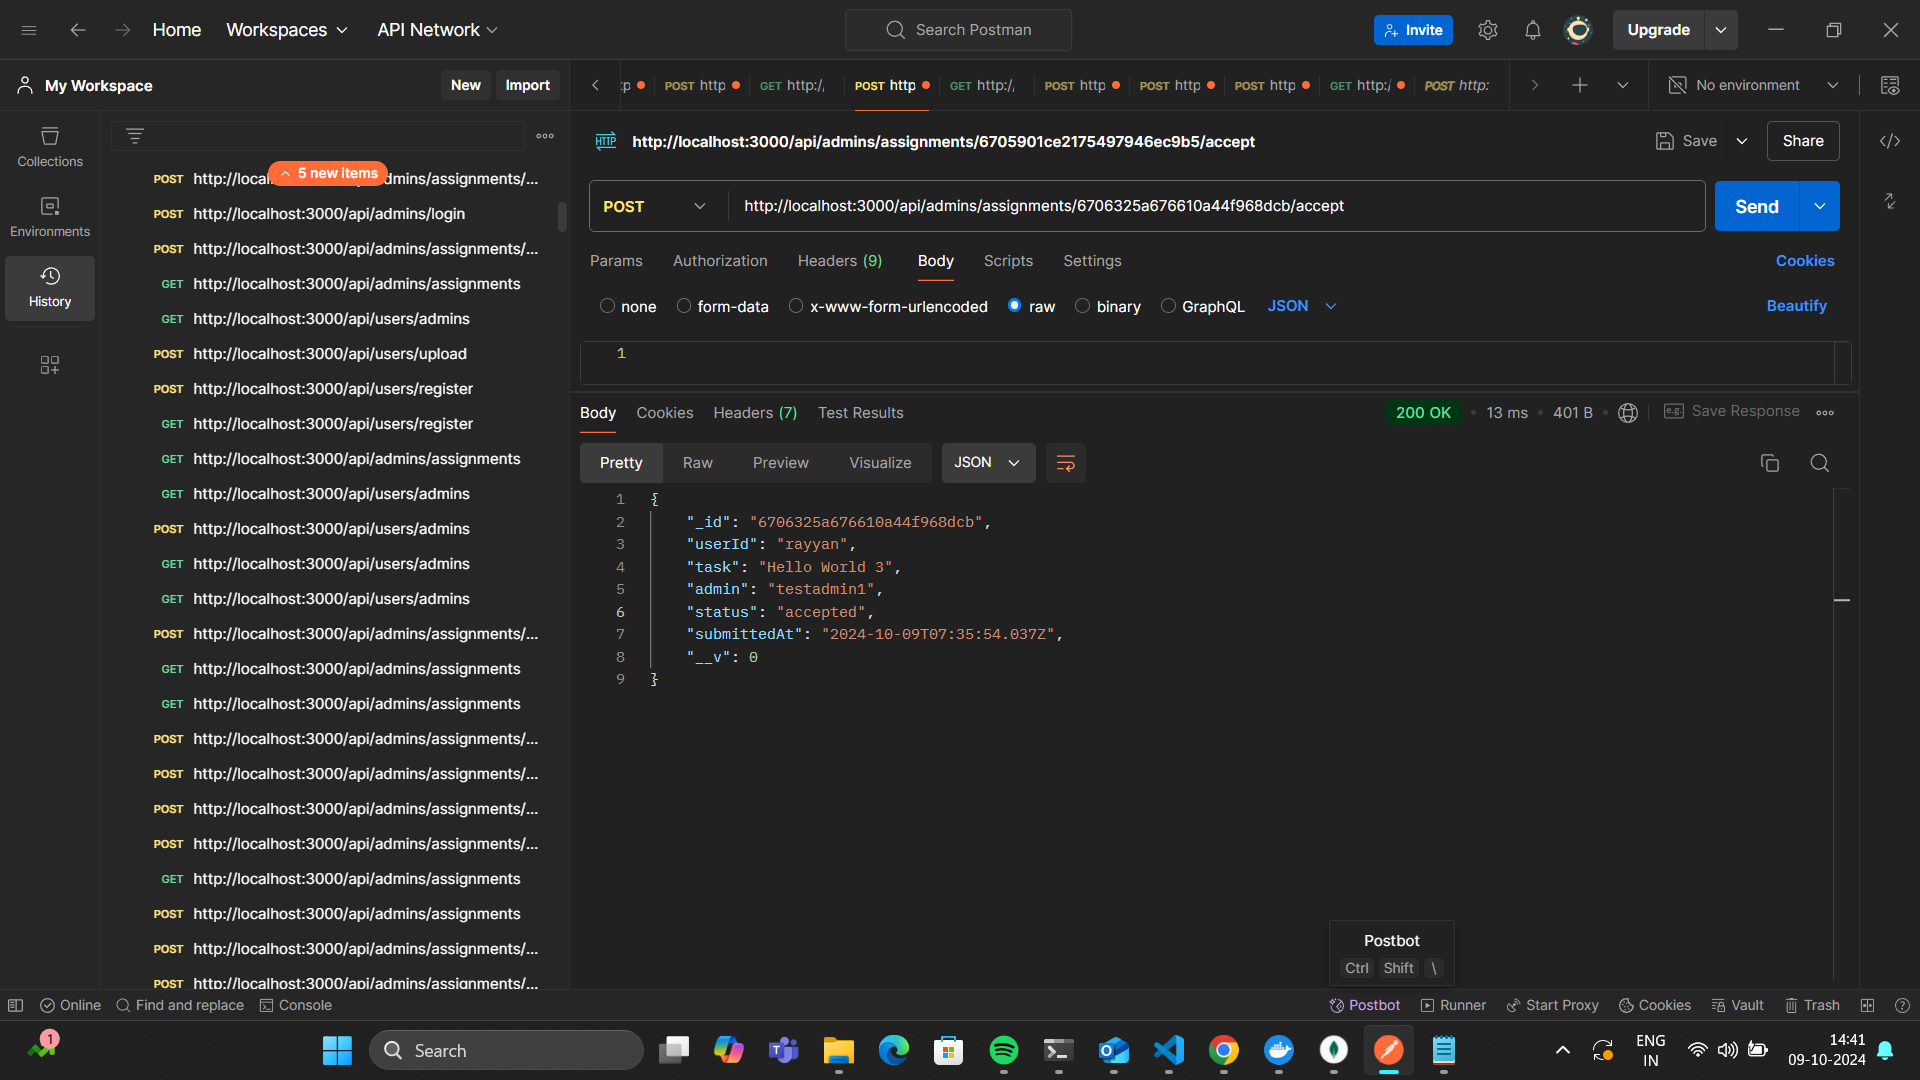 Home Workspaces API Network Search Postman Invite Upgrade
My Workspace New Import
POST http GET http:/, POST http GET http:/, POST http POST http POST http GET http:/ POST http: No environment
Collections
Environments
History
5 new items
POST http://local dmins/assignments/...
POST http://localhost:3000/api/admins/login
POST http://localhost:3000/api/admins/assignments/...
GET http://localhost:3000/api/admins/assignments
GET http://localhost:3000/api/users/admins
POST http://localhost:3000/api/users/upload
POST http://localhost:3000/api/users/register
GET http://localhost:3000/api/users/register
GET http://localhost:3000/api/admins/assignments
GET http://localhost:3000/api/users/admins
POST http://localhost:3000/api/users/admins
GET http://localhost:3000/api/users/admins
GET http://localhost:3000/api/users/admins
POST http://localhost:3000/api/admins/assignments/...
GET http://localhost:3000/api/admins/assignments
GET http://localhost:3000/api/admins/assignments
POST http://localhost:3000/api/admins/assignments/...
POST http://localhost:3000/api/admins/assignments/...
POST http://localhost:3000/api/admins/assignments/...
POST http://localhost:3000/api/admins/assignments/...
GET http://localhost:3000/api/admins/assignments
POST http://localhost:3000/api/admins/assignments
POST http://localhost:3000/api/admins/assignments/...
POST http://localhost:3000/api/admins/assignments/...
HTTP http://localhost:3000/api/admins/assignments/6705901ce2175497946ec9b5/accept Save Share
POST http://localhost:3000/api/admins/assignments/6706325a676610a44f968dcb/accept Send
Params Authorization Headers (9) Body Scripts Settings Cookies
none form-data x-www-form-urlencoded raw binary GraphQL JSON Beautify
1
Body Cookies Headers (7) Test Results 200 OK • 13 ms • 401 B • e.g. Save Response
Pretty Raw Preview Visualize JSON
1 {
2 "_id": "6706325a676610a44f968dcb",
3 "userId": "rayyan",
4 "task": "Hello World 3",
5 "admin": "testadmin1",
6 "status": "accepted",
7 "submittedAt": "2024-10-09T07:35:54.037Z",
8 "__v": 0
9 }
Postbot
Ctrl Shift \
Online Find and replace Console Postbot Runner Start Proxy Cookies Vault Trash
1 Search ENG IN 14:41 09-10-2024